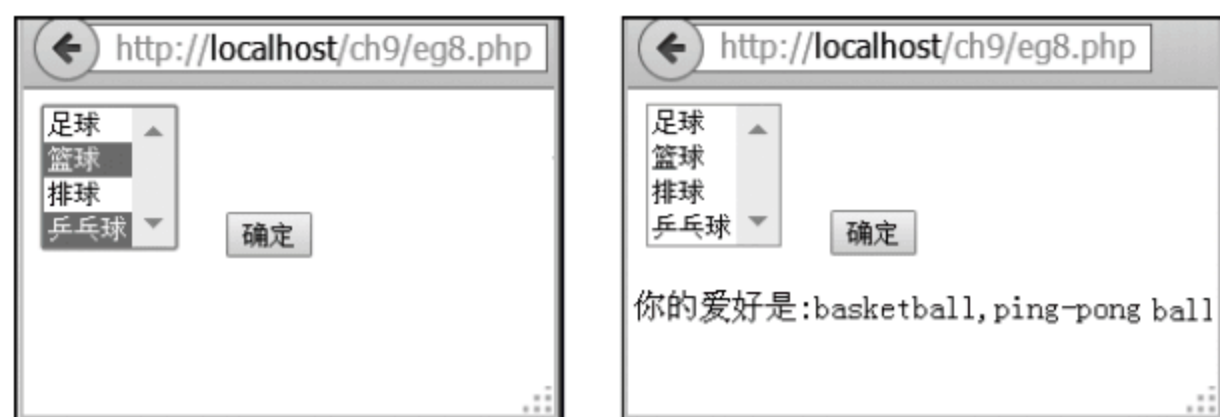 http://localhost/ch9/eg8.php
足球
篮球
排球
乒乓球
确定
http://localhost/ch9/eg8.php
足球
篮球
排球
乒乓球
确定
你的爱好是:basketball,ping-pong ball